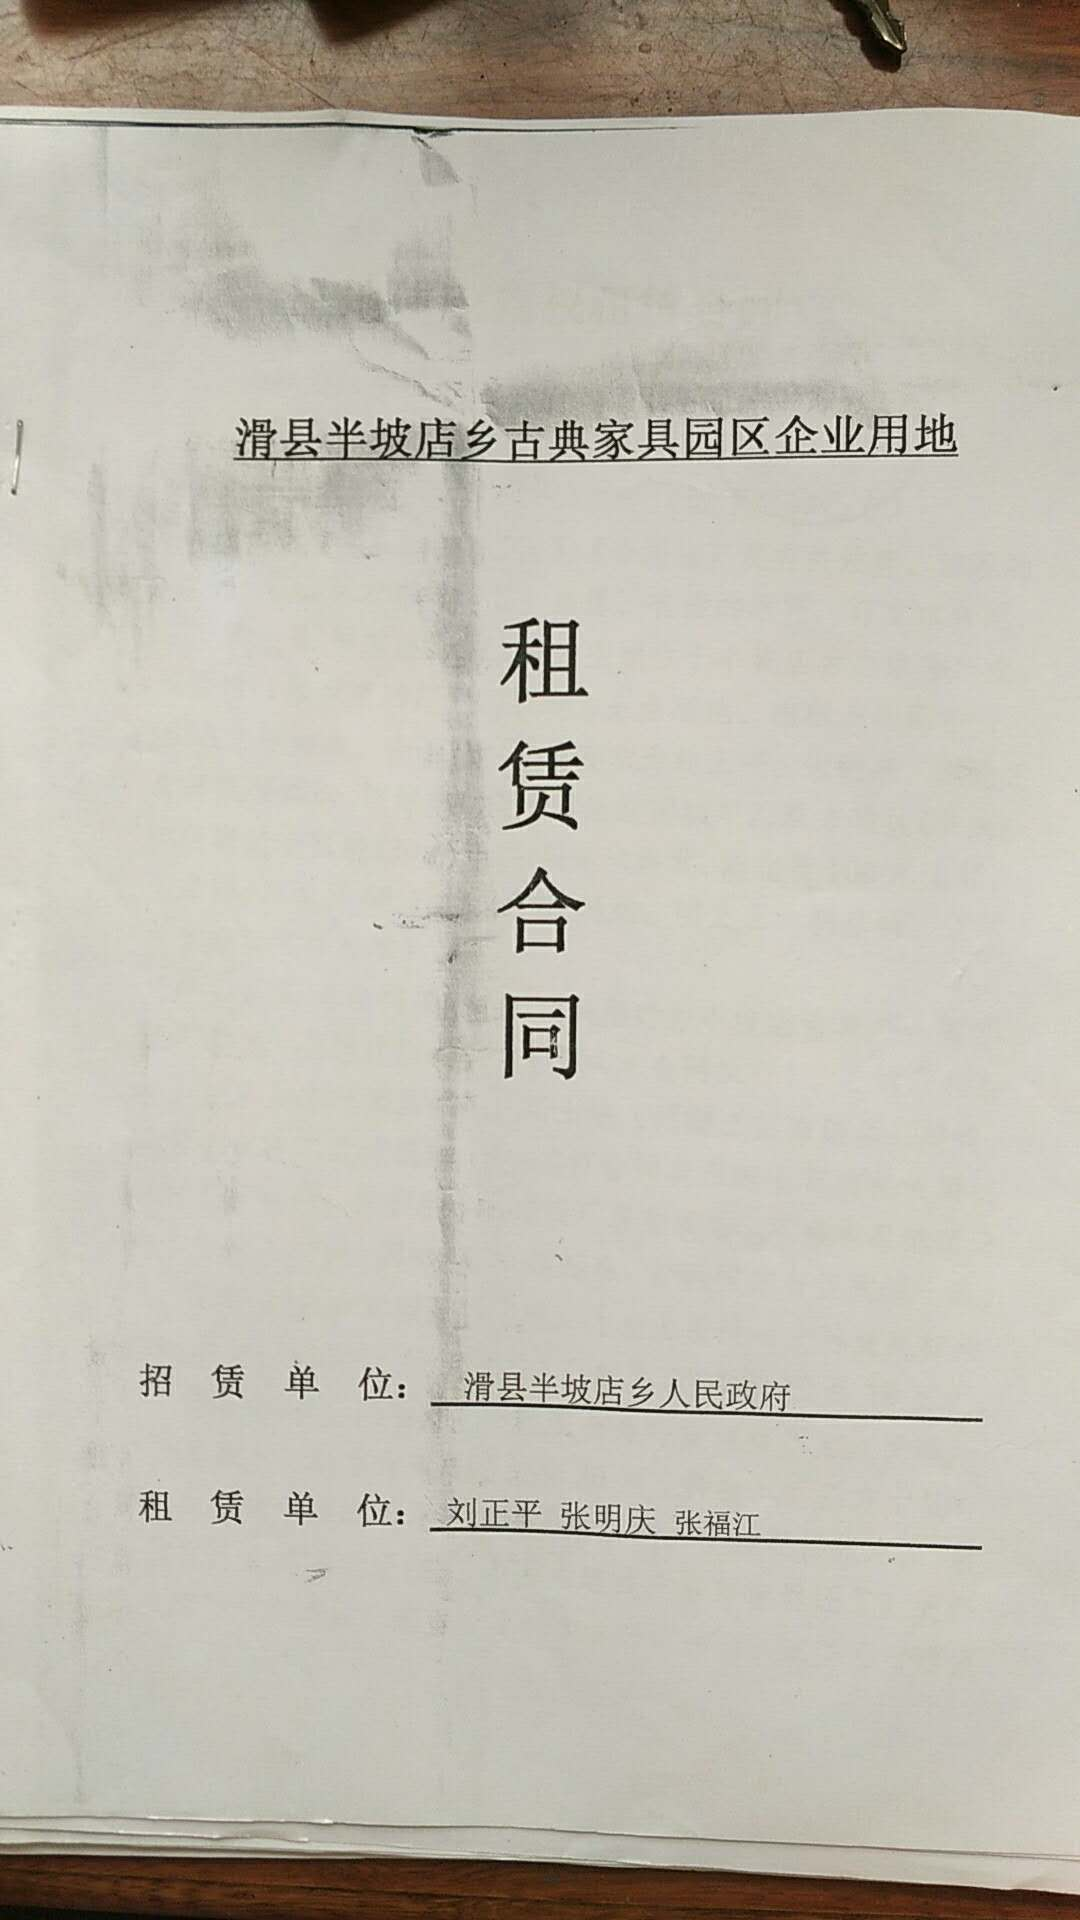 滑县半坡店乡古典家具园区企业用地
租
赁
合
同
招 赁 单 位： 滑县半坡店乡人民政府
租 赁 单 位： 刘正平 张明庆 张福江